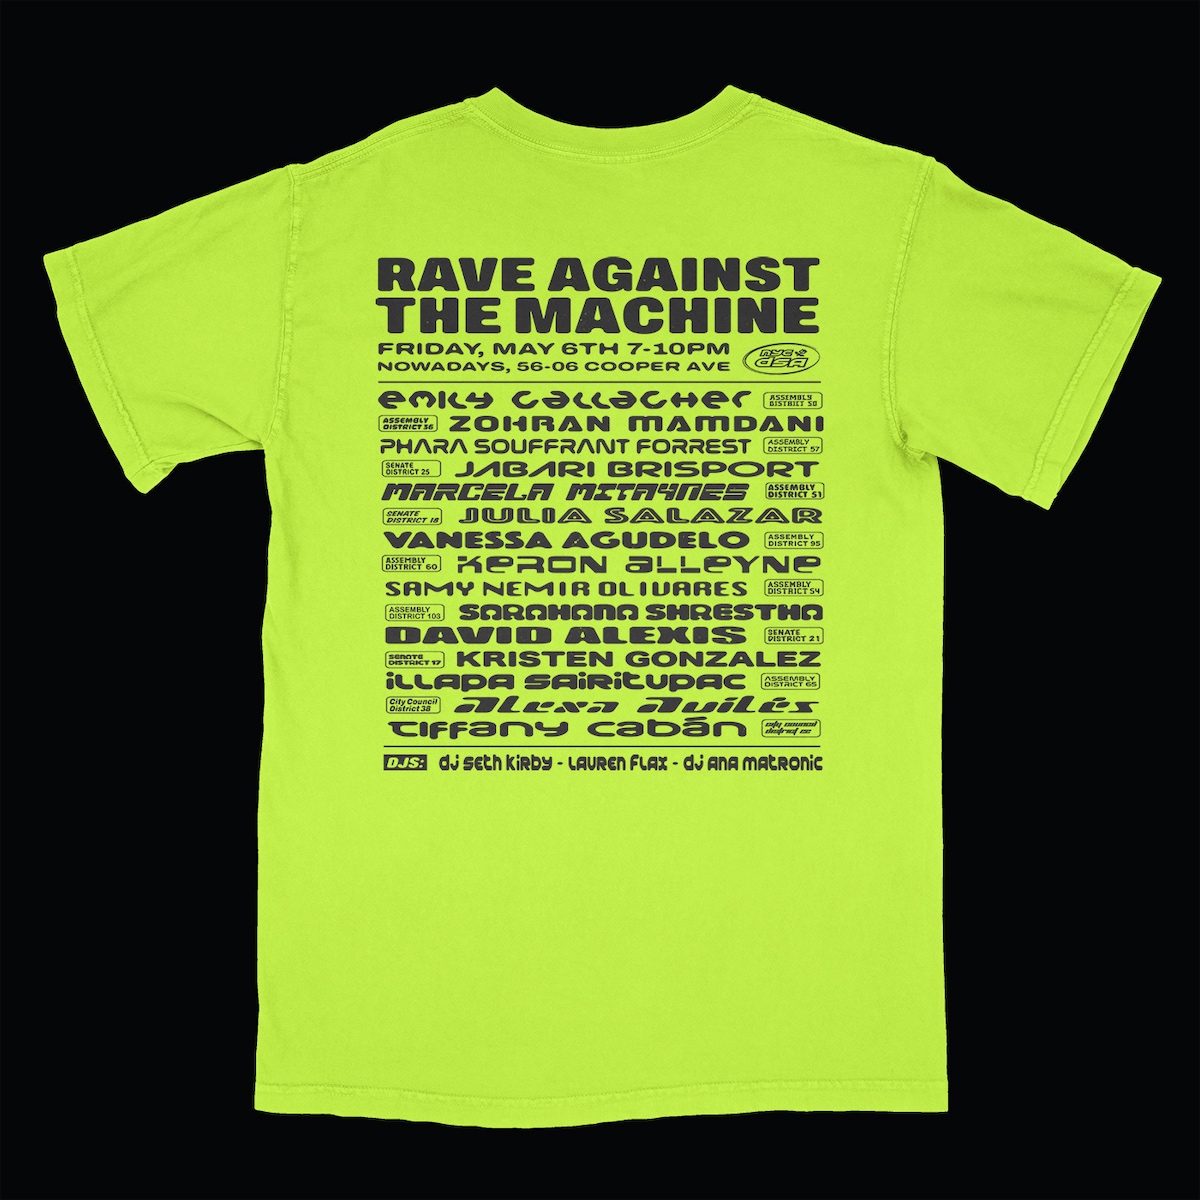 RAVE AGAINST
THE MACHINE
FRIDAY, MAY 6TH 7-10PM
NOWADAYS, 56-06 COOPER AVE
NYC DSA
EMILY GALLAGHER ASSEMBLY DISTRICT 50
ASSEMBLY DISTRICT 36 ZOHRAN MAMDANI
PHARA SOUFFRANT FORREST ASSEMBLY DISTRICT 57
SENATE DISTRICT 25 JABARI BRISPORT
MARCELA MITAYNES ASSEMBLY DISTRICT 51
SENATE DISTRICT 18 JULIA SALAZAR
VANESSA AGUDELO ASSEMBLY DISTRICT 95
ASSEMBLY DISTRICT 60 KERON ALLEYNE
SAMY NEMIR OLIVARES ASSEMBLY DISTRICT 54
ASSEMBLY DISTRICT 103 SARAHANA SHRESTHA
DAVID ALEXIS SENATE DISTRICT 21
SENATE DISTRICT 17 KRISTEN GONZALEZ
ILLAPA SAIRITUPAC ASSEMBLY DISTRICT 65
City Council District 38 Alexa Avilés
Tiffany Cabán city council district 22
DJS: DJ SETH KIRBY - LAUREN FLAX - DJ ANA MATRONIC